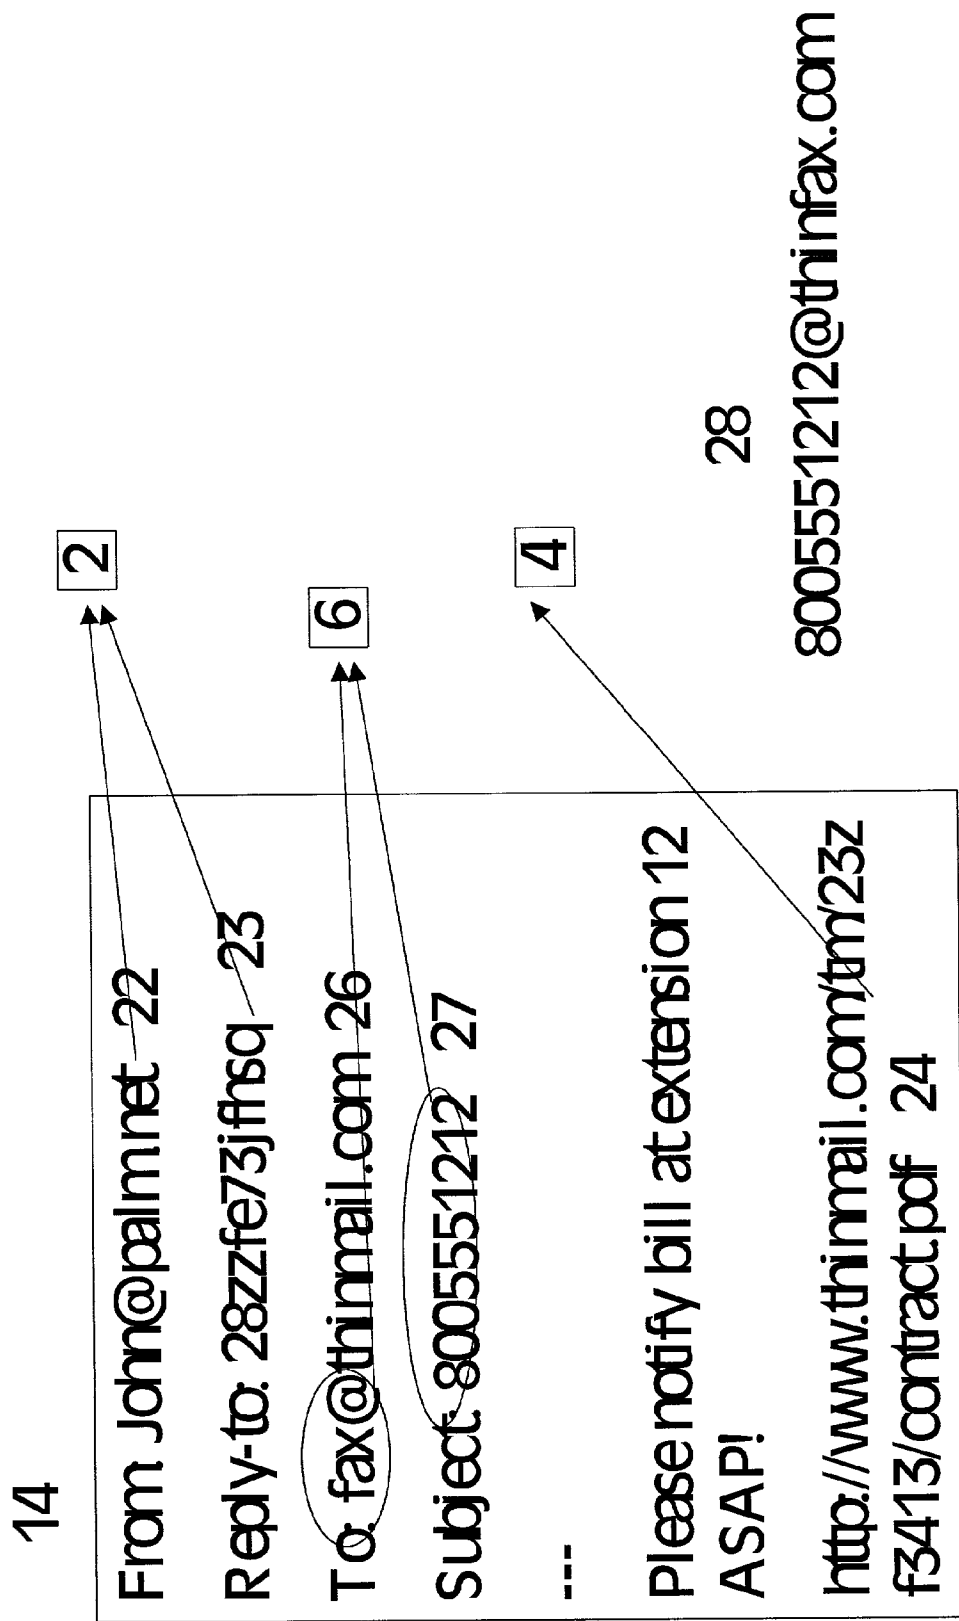 14
From: John@palm.net 22
2
Reply-to: 28zzfe73jfhsq 23
To: fax@thinmail.com 26
6
Subject: 8005551212 27
---
4
Please notify bill at extension 12
ASAP!
28
http://www.thinmail.com/tm/23z
f3413/contract.pdf 24
8005551212@thinfax.com